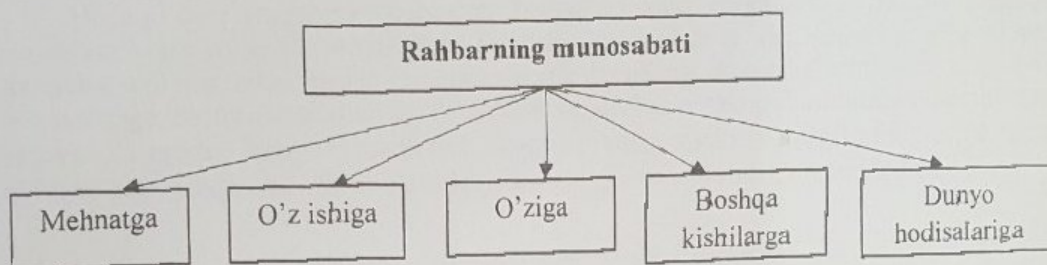 Rahbarning munosabati
Mehnatga
O'z ishiga
O'ziga
Boshqa
kishilarga
Dunyo
hodisalariga